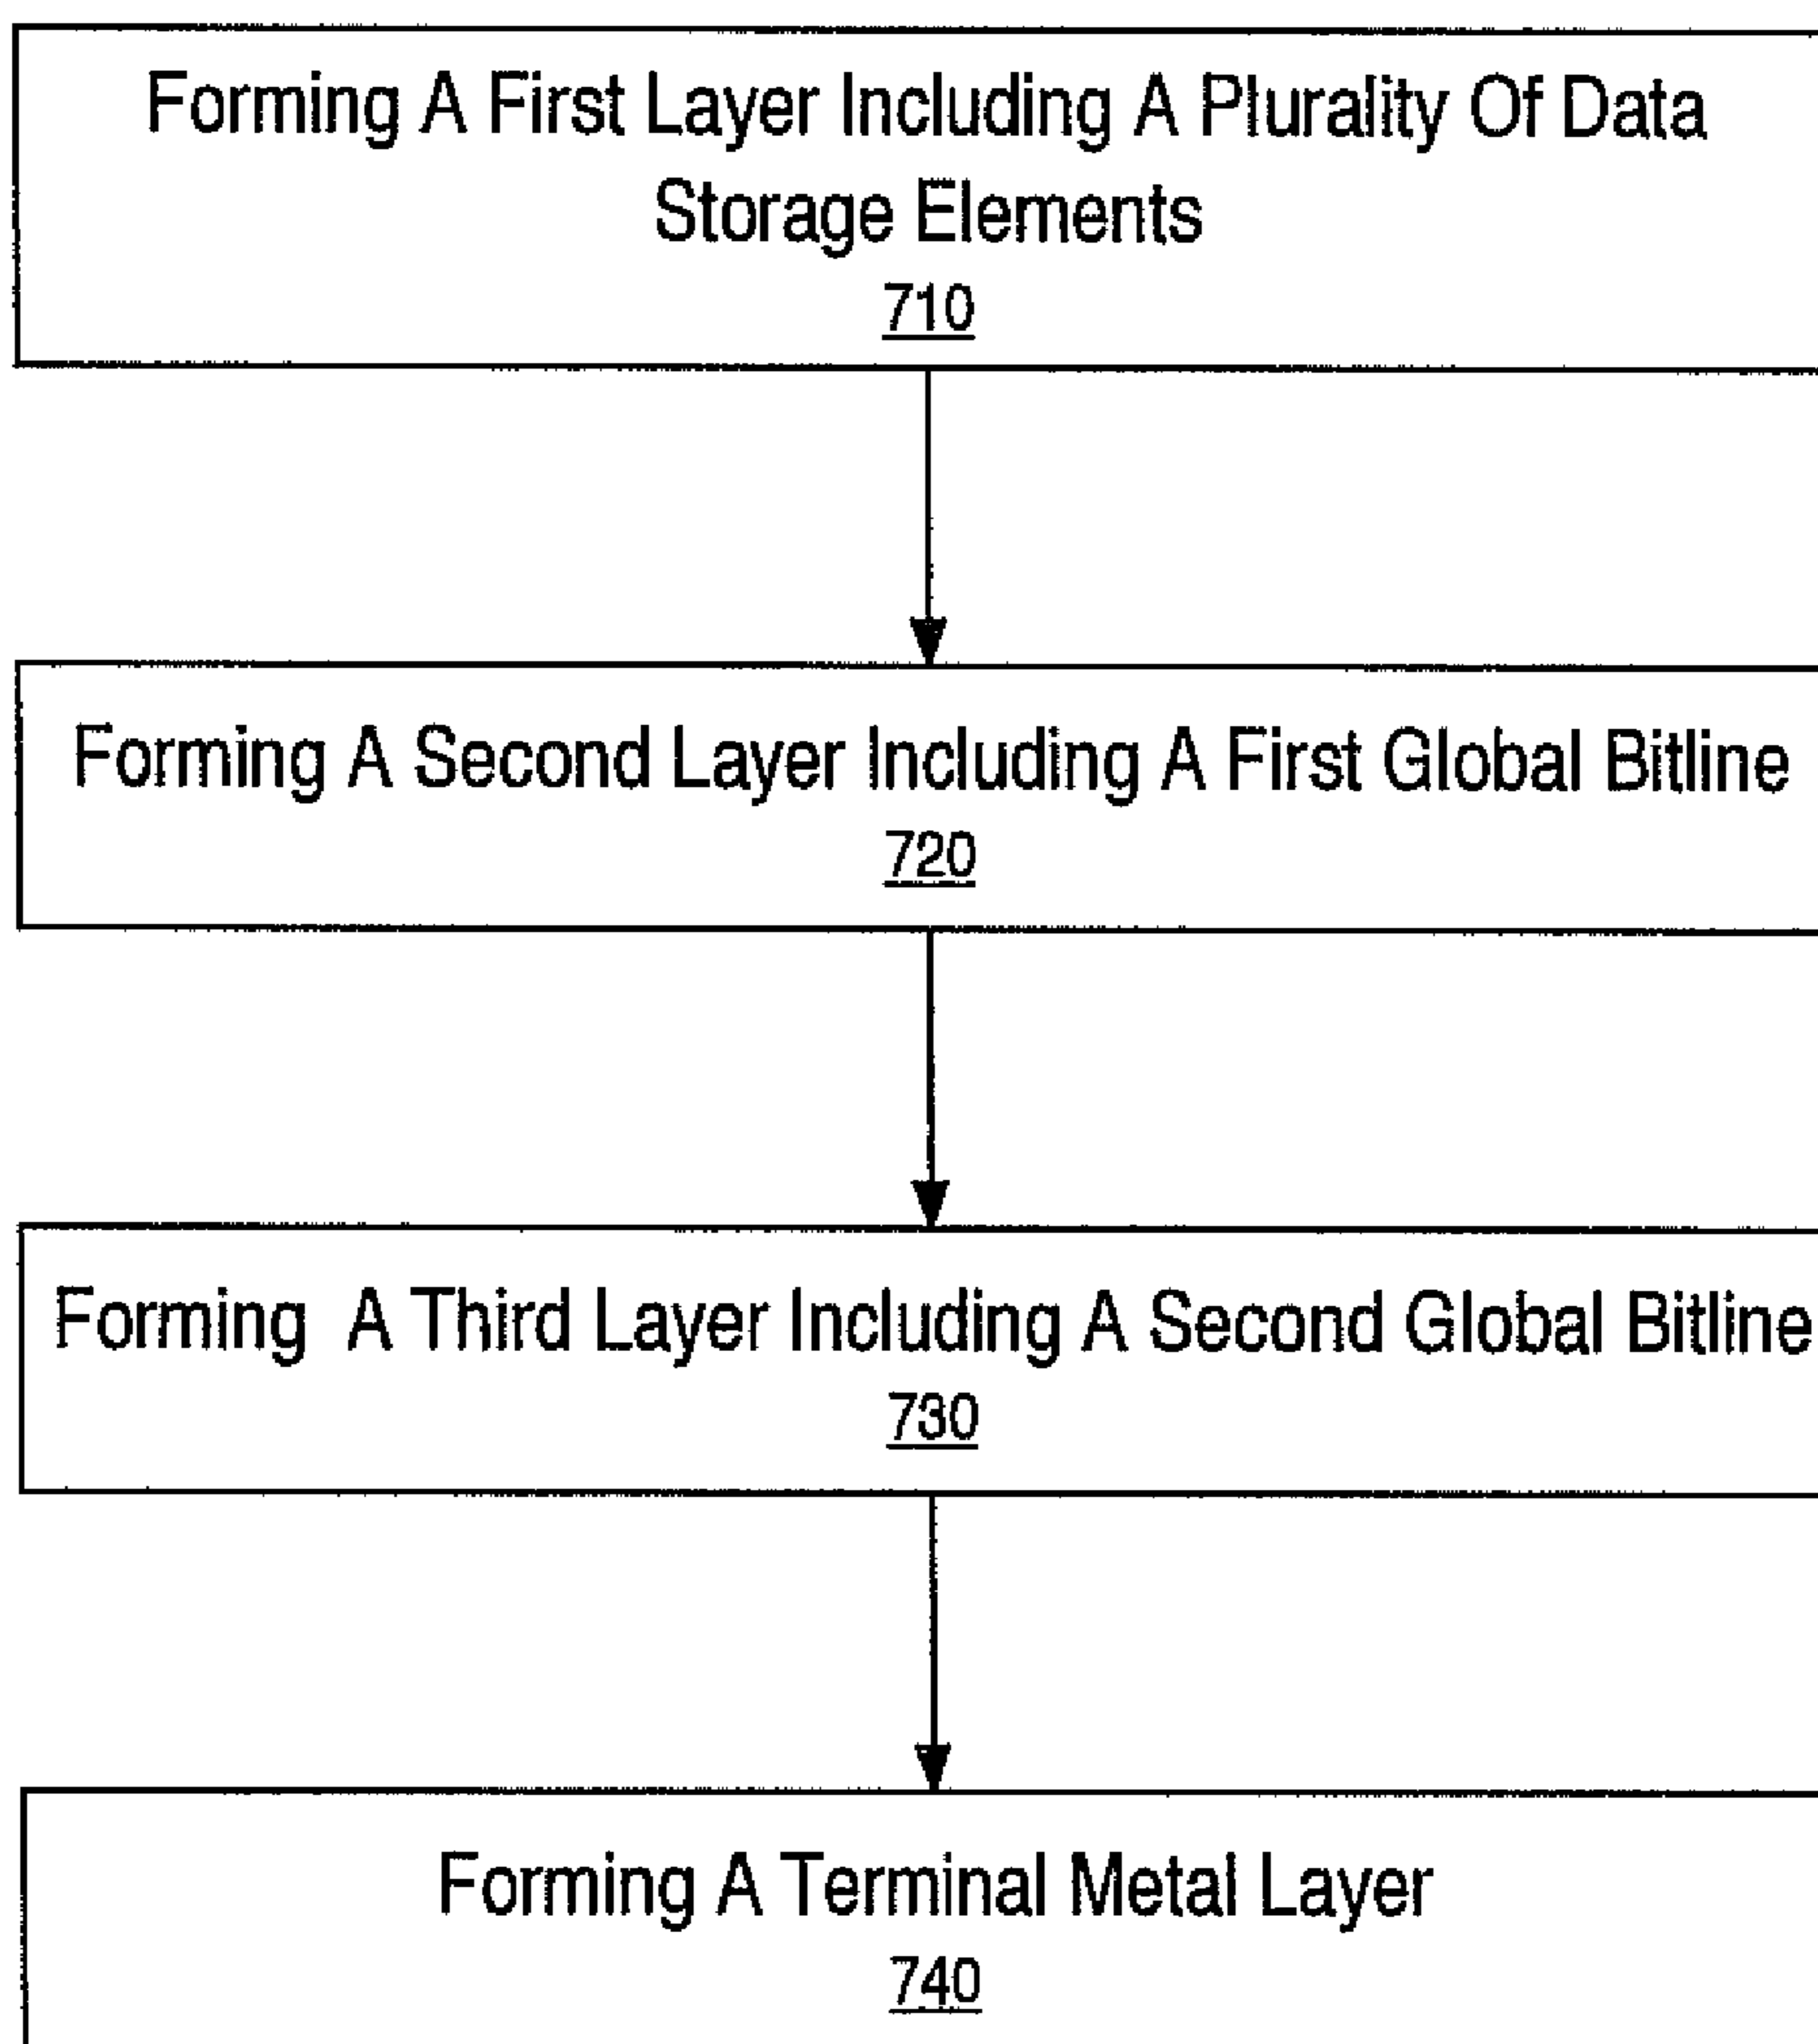 Forming A First Layer Including A Plurality Of Data
Storage Elements
710
Forming A Second Layer Including A First Global Bitline
720
Forming A Third Layer Including A Second Global Bitline
730
Forming A Terminal Metal Layer
740